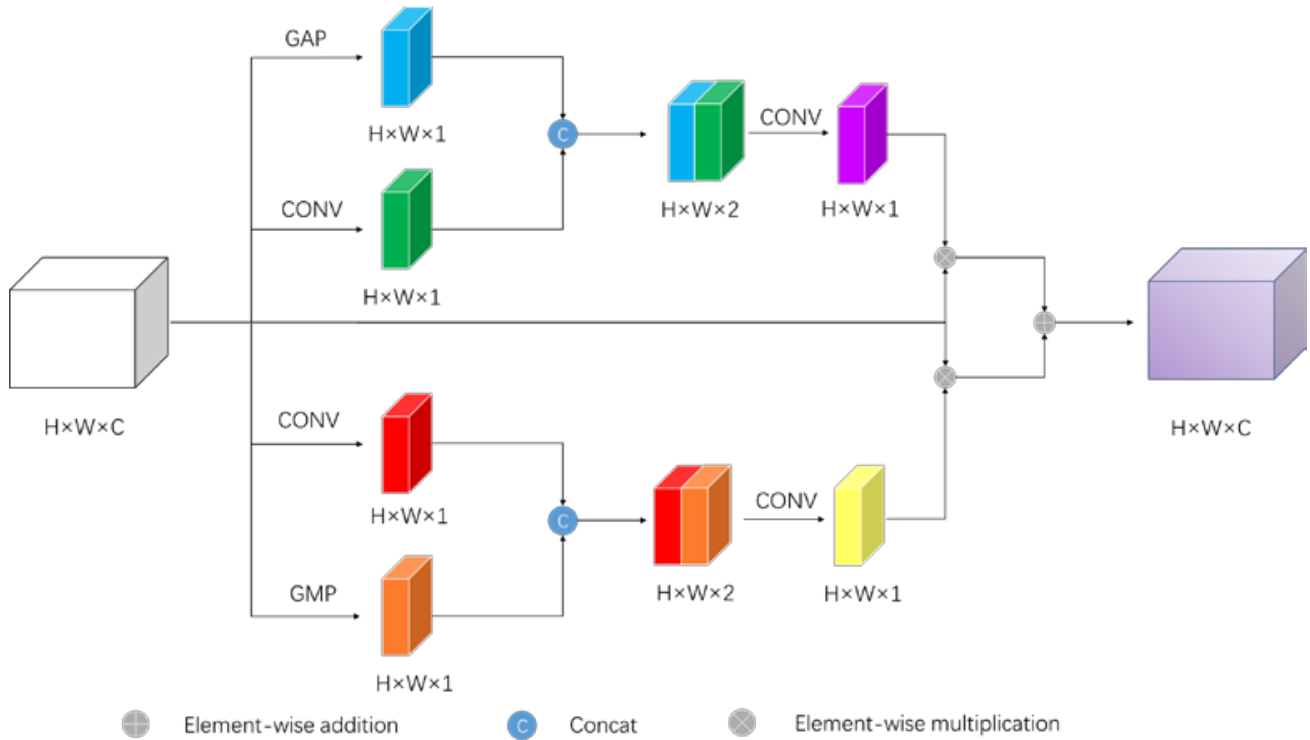 GAP
H×W×1
C
H×W×2
CONV
H×W×1
CONV
H×W×1
H×W×C
H×W×C
CONV
H×W×1
C
H×W×2
CONV
H×W×1
GMP
H×W×1
Element-wise addition
C
Concat
Element-wise multiplication